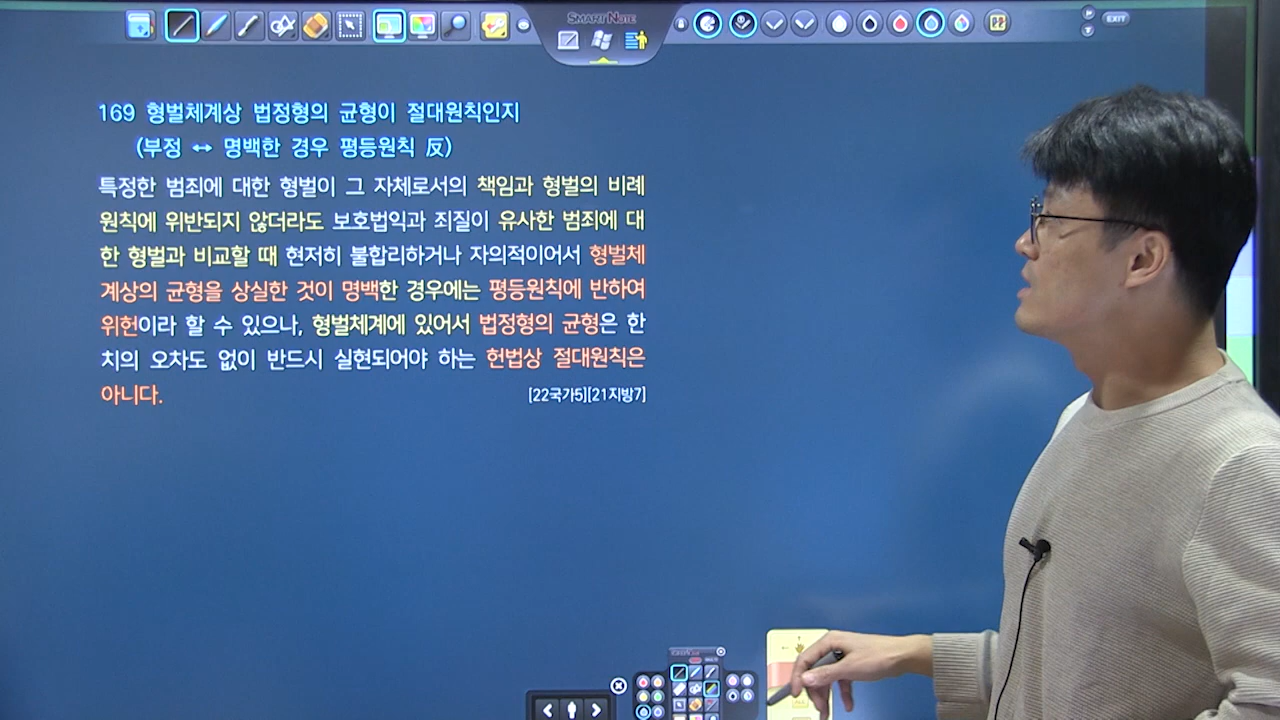 SMART NOTE
EXIT
169 형벌체계상 법정형의 균형이 절대원칙인지
(부정 ↔ 명백한 경우 평등원칙 反)
특정한 범죄에 대한 형벌이 그 자체로서의 책임과 형벌의 비례
원칙에 위반되지 않더라도 보호법익과 죄질이 유사한 범죄에 대
한 형벌과 비교할 때 현저히 불합리하거나 자의적이어서 형벌체
계상의 균형을 상실한 것이 명백한 경우에는 평등원칙에 반하여
위헌이라 할 수 있으나, 형벌체계에 있어서 법정형의 균형은 한
치의 오차도 없이 반드시 실현되어야 하는 헌법상 절대원칙은
아니다.
[22국가5][21지방7]